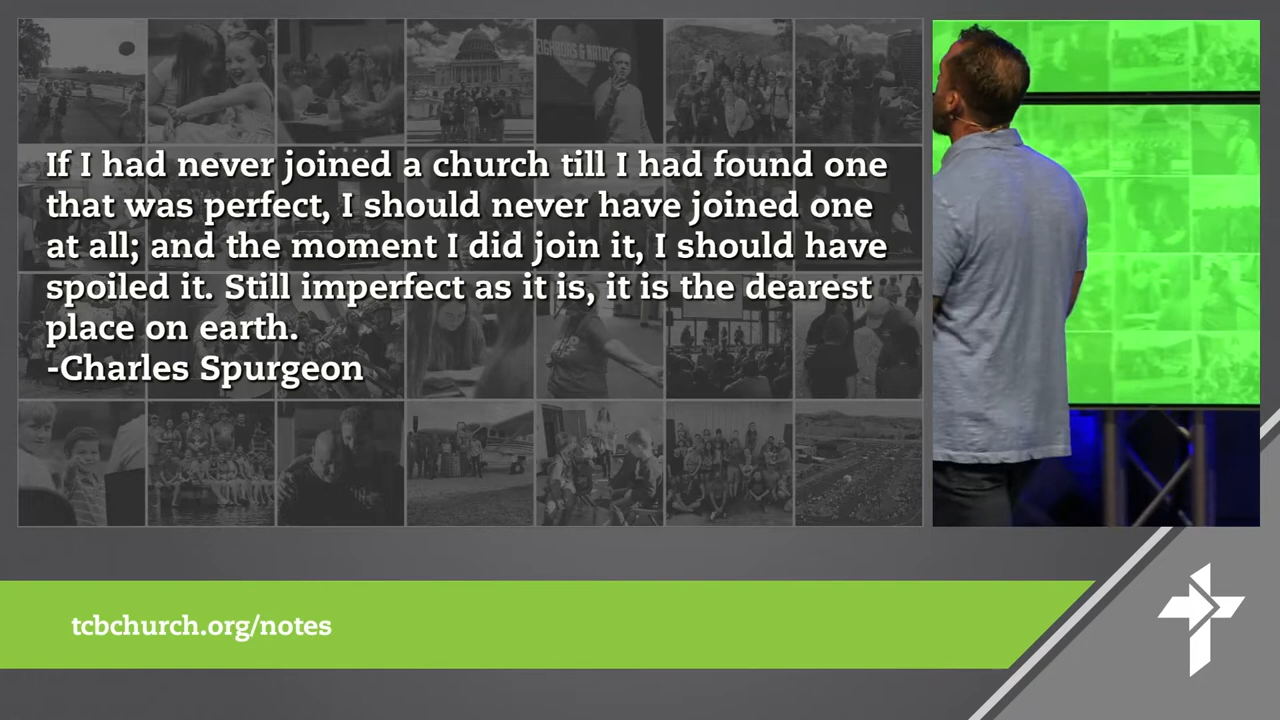 EIGHBORS & NATION
If I had never joined a church till I had found one
that was perfect, I should never have joined one
at all; and the moment I did join it, I should have
spoiled it. Still imperfect as it is, it is the dearest
place on earth.
-Charles Spurgeon
tcbchurch.org/notes